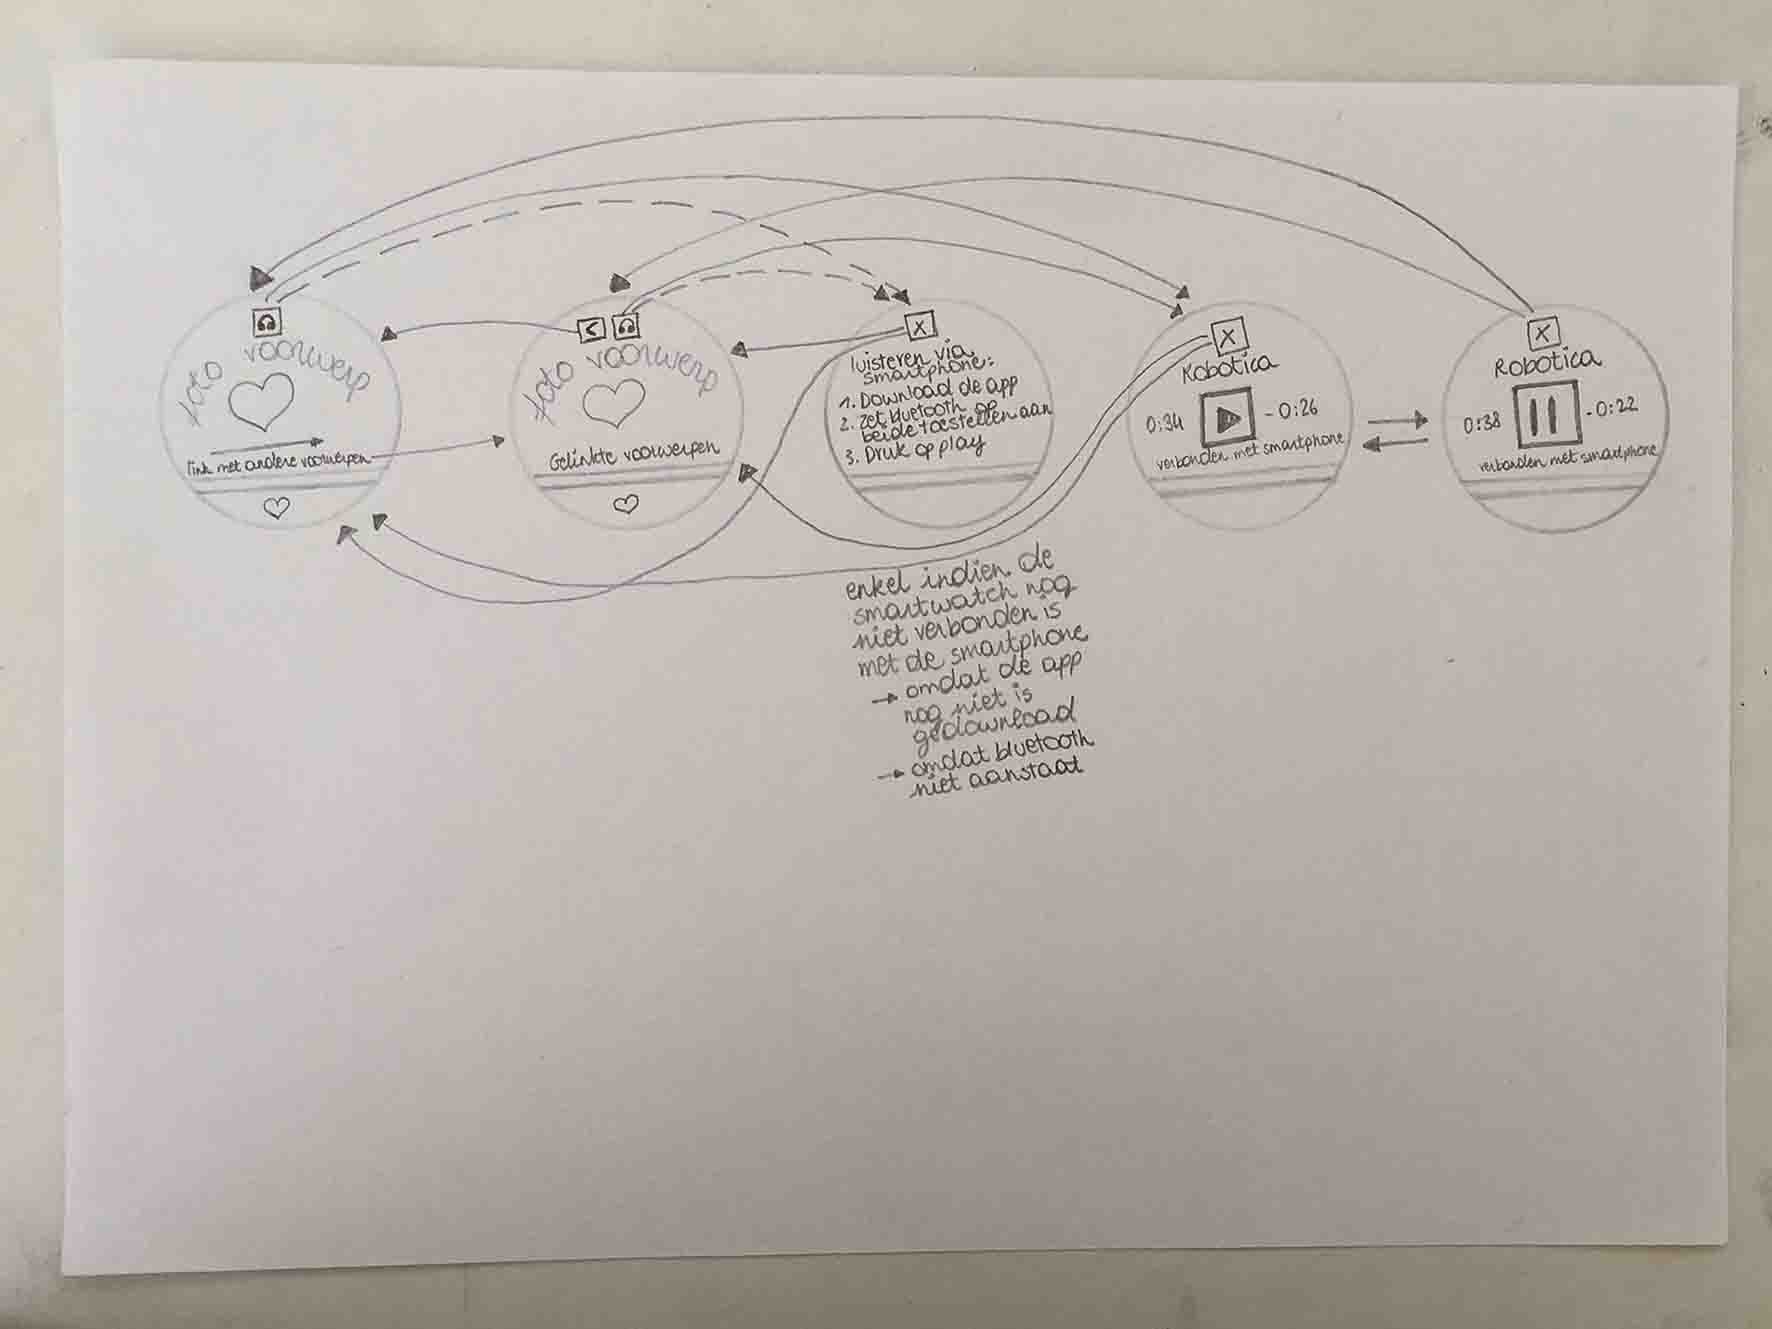 foto voorwerp
link met andere voorwerpen
<
foto voorwerp
Gelinkte voorwerpen
X
luisteren via
smartphone:
1. Download de app
2. Zet bluetooth op
beide toestellen aan
3. Druk op play
X
Robotica
0:34
- 0:26
verbonden met smartphone
X
Robotica
0:38
- 0:22
verbonden met smartphone
enkel indien de
smartwatch nog
niet verbonden is
met de smartphone
→ omdat de app
nog niet is
gedownload
→ omdat bluetooth
niet aanstaat